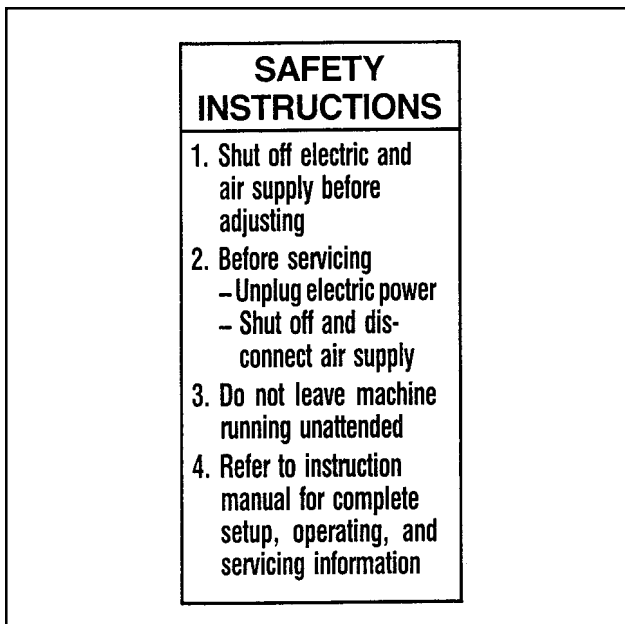 SAFETY
INSTRUCTIONS
1. Shut off electric and
air supply before
adjusting
2. Before servicing
–Unplug electric power
– Shut off and dis-
connect air supply
3. Do not leave machine
running unattended
4. Refer to instruction
manual for complete
setup, operating, and
servicing information